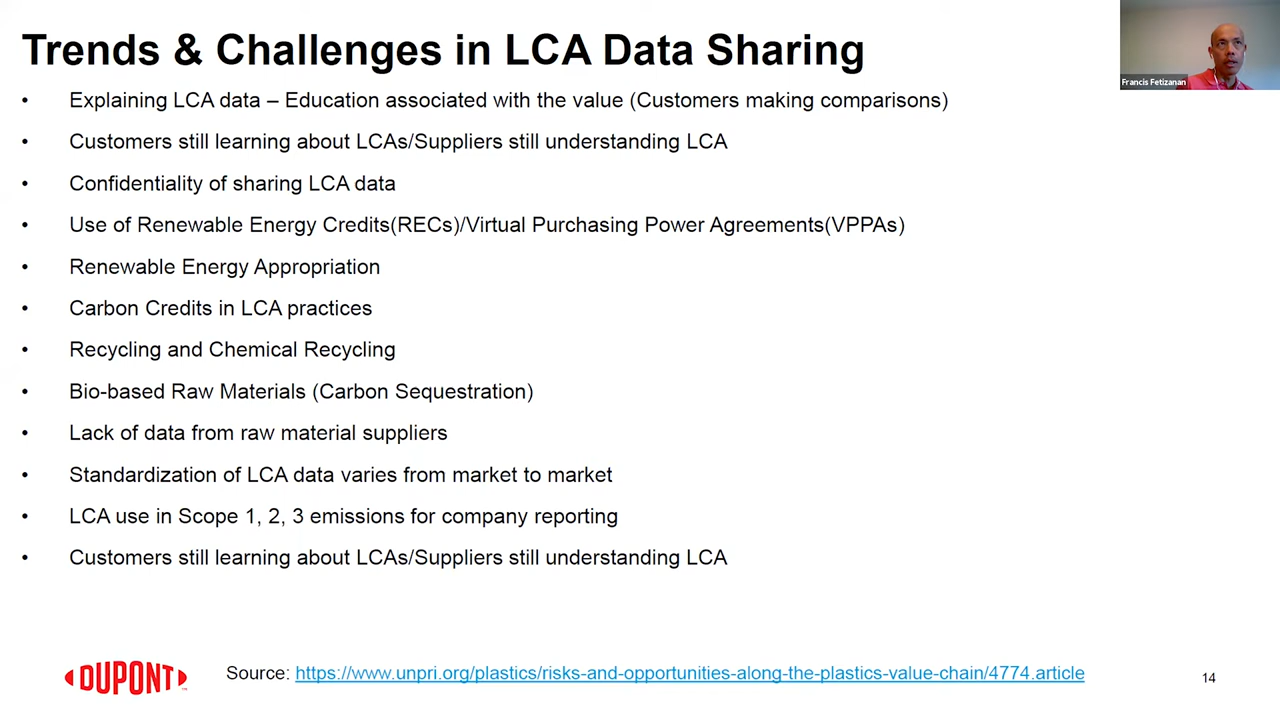 Trends & Challenges in LCA Data Sharing
Francis Fetizanan
• Explaining LCA data – Education associated with the value (Customers making comparisons)
• Customers still learning about LCAs/Suppliers still understanding LCA
• Confidentiality of sharing LCA data
• Use of Renewable Energy Credits(RECs)/Virtual Purchasing Power Agreements(VPPAs)
• Renewable Energy Appropriation
• Carbon Credits in LCA practices
• Recycling and Chemical Recycling
• Bio-based Raw Materials (Carbon Sequestration)
• Lack of data from raw material suppliers
• Standardization of LCA data varies from market to market
• LCA use in Scope 1, 2, 3 emissions for company reporting
• Customers still learning about LCAs/Suppliers still understanding LCA
DUPONT™
Source: https://www.unpri.org/plastics/risks-and-opportunities-along-the-plastics-value-chain/4774.article
14